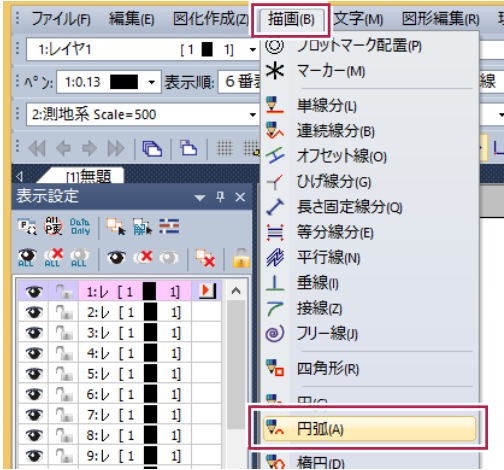 ファイル(F) 編集(E) 図化作成(Z) 描画(B) 文字(M) 図形編集(R)
1:レイヤ1 [1 1]
ﾍﾟﾝ: 1:0.13 表示順: 6番
2:測地系 Scale=500
[1]無題
表示設定
プロットマーク配置(P)
マーカー(M)
単線分(L)
連続線分(B)
オフセット線(O)
ひげ線分(G)
長さ固定線分(Q)
等分線分(E)
平行線(N)
垂線(I)
接線(Z)
フリー線(J)
四角形(R)
円(C)
円弧(A)
楕円(D)
ALL ALL ALL
1:レ [1 1]
2:レ [1 1]
3:レ [1 1]
4:レ [1 1]
5:レ [1 1]
6:レ [1 1]
7:レ [1 1]
8:レ [1 1]
9:レ [1 1]